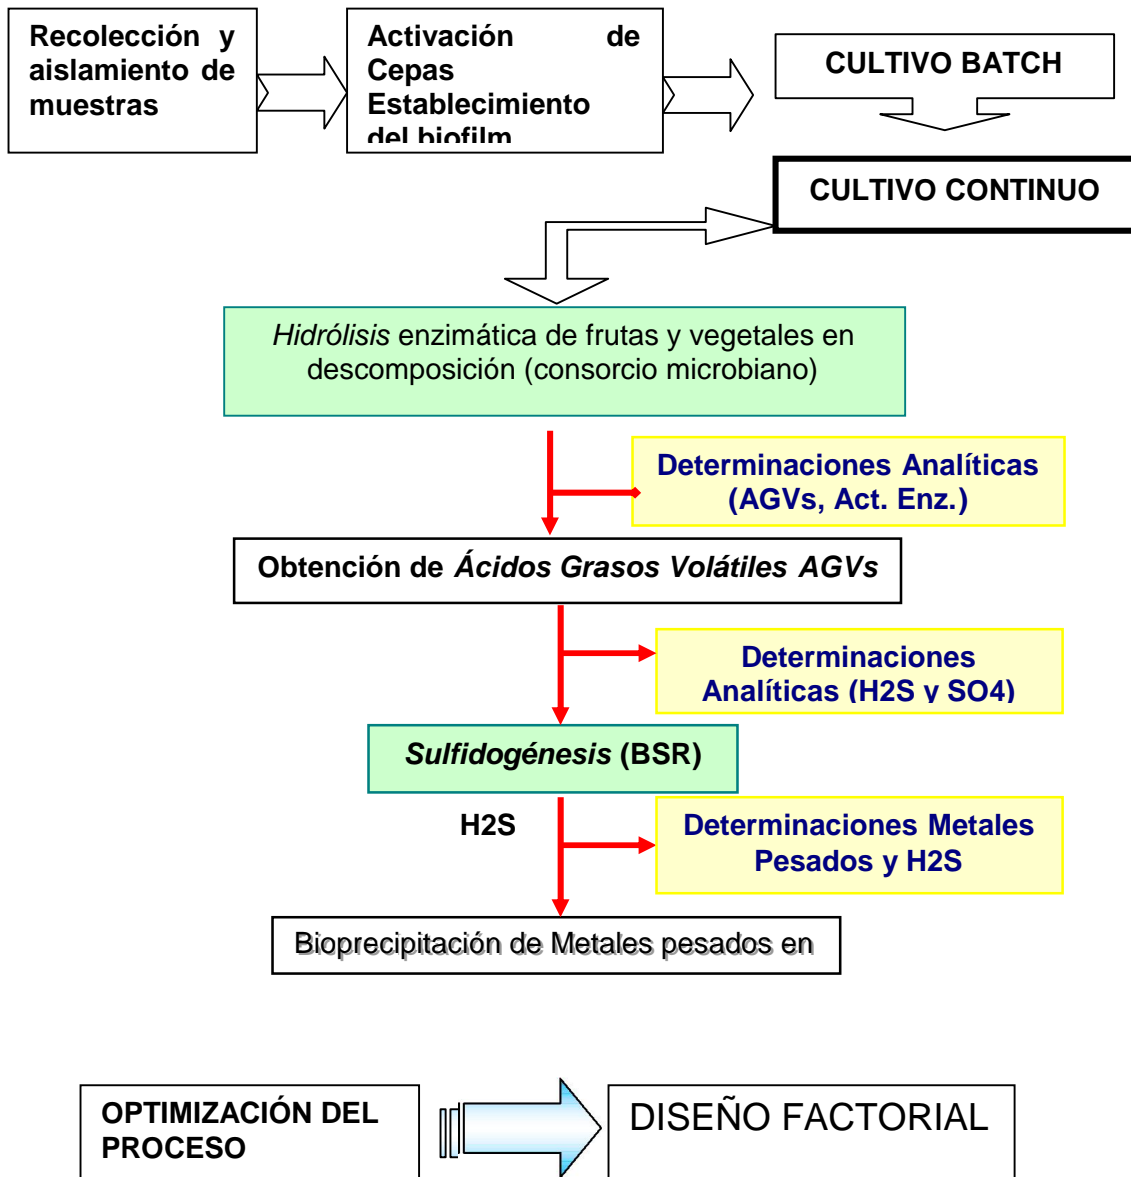 Recolección y
aislamiento de
muestras
Activación de
Cepas
Establecimiento
del biofilm
CULTIVO BATCH
CULTIVO CONTINUO
Hidrólisis enzimática de frutas y vegetales en
descomposición (consorcio microbiano)
Determinaciones Analíticas
(AGVs, Act. Enz.)
Obtención de Ácidos Grasos Volátiles AGVs
Determinaciones
Analíticas (H2S y SO4)
Sulfidogénesis (BSR)
H2S
Determinaciones Metales
Pesados y H2S
Bioprecipitación de Metales pesados en
OPTIMIZACIÓN DEL
PROCESO
DISEÑO FACTORIAL